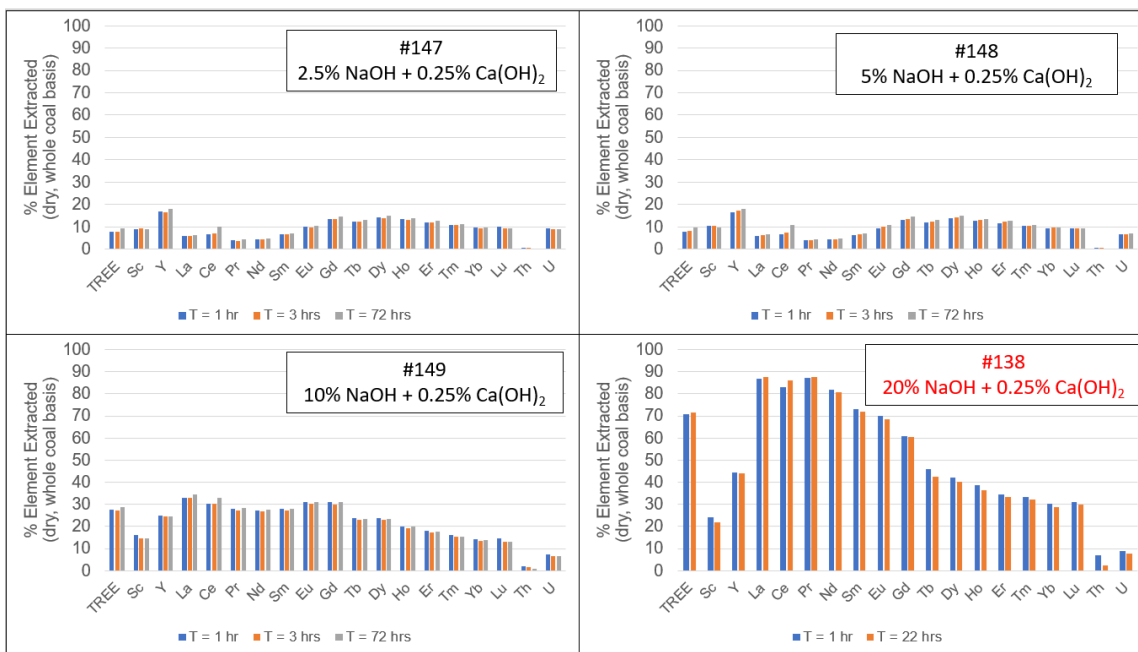 100
90
80
70
60
50
40
30
20
10
0
% Element Extracted
(dry, whole coal basis)
#147
2.5% NaOH + 0.25% Ca(OH)₂
TREE Sc Y La Ce Pr Nd Sm Eu Gd Tb Dy Ho Er Tm Yb Lu Th U
T = 1 hr T = 3 hrs T = 72 hrs
100
90
80
70
60
50
40
30
20
10
0
% Element Extracted
(dry, whole coal basis)
#148
5% NaOH + 0.25% Ca(OH)₂
TREE Sc Y La Ce Pr Nd Sm Eu Gd Tb Dy Ho Er Tm Yb Lu Th U
T = 1 hr T = 3 hrs T = 72 hrs
100
90
80
70
60
50
40
30
20
10
0
% Element Extracted
(dry, whole coal basis)
#149
10% NaOH + 0.25% Ca(OH)₂
TREE Sc Y La Ce Pr Nd Sm Eu Gd Tb Dy Ho Er Tm Yb Lu Th U
T = 1 hr T = 3 hrs T = 72 hrs
100
90
80
70
60
50
40
30
20
10
0
% Element Extracted
(dry, whole coal basis)
#138
20% NaOH + 0.25% Ca(OH)₂
TREE Sc Y La Ce Pr Nd Sm Eu Gd Tb Dy Ho Er Tm Yb Lu Th U
T = 1 hr T = 22 hrs